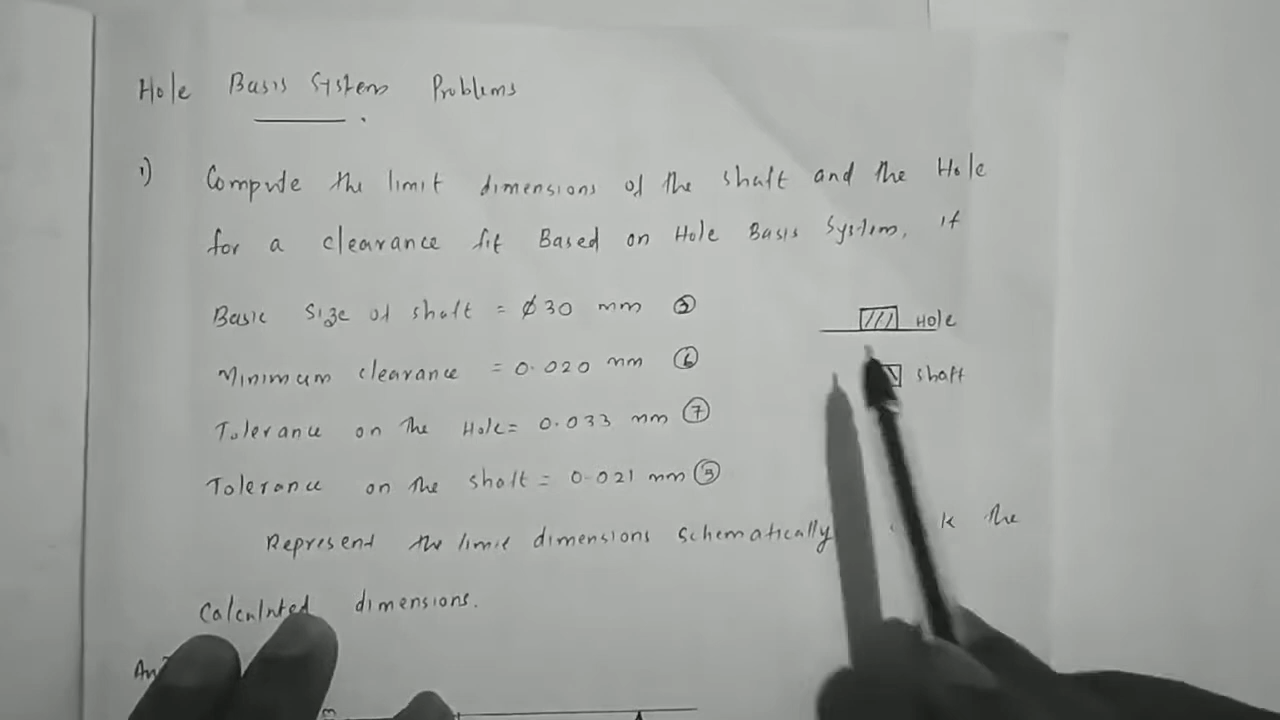 Hole Basis System Problems
1) Compute the limit dimensions of the shaft and the Hole
for a clearance fit Based on Hole Basis System, if
Basic Size of shaft = ϕ30 mm ⑤
Minimum clearance = 0.020 mm ⑥
Tolerance on the Hole = 0.033 mm ⑦
Tolerance on the shaft = 0.021 mm
Hole
shaft
Represent the limit dimensions schematically the
Calculated dimensions.